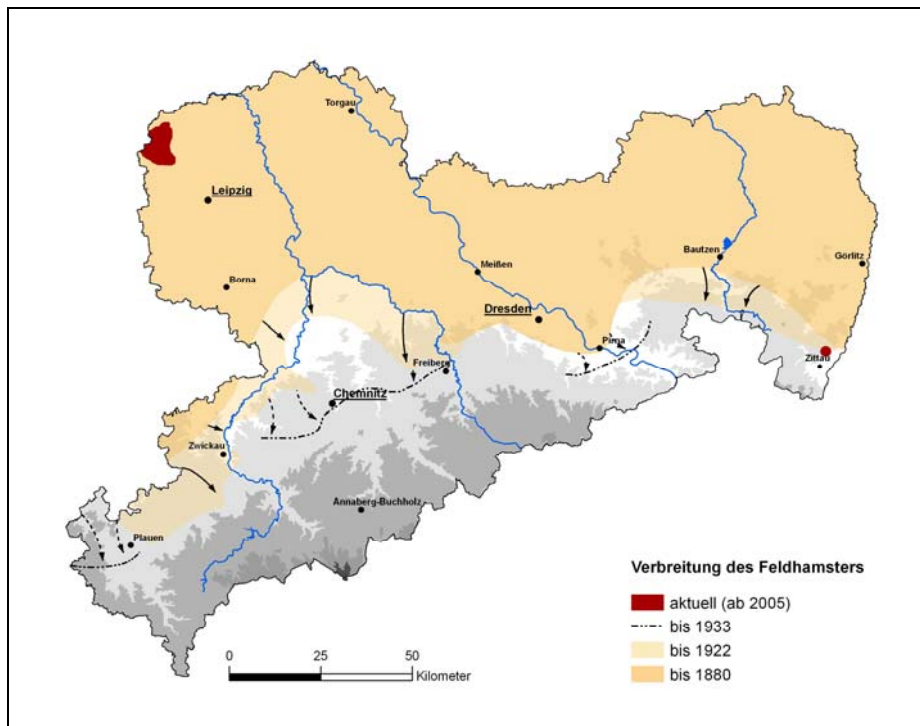 Torgau
Leipzig
Borna
Meißen
Bautzen
Görlitz
Dresden
Pirna
Zittau
Freiberg
Chemnitz
Zwickau
Annaberg-Buchholz
Plauen
Verbreitung des Feldhamsters
aktuell (ab 2005)
bis 1933
bis 1922
bis 1880
0 25 50
Kilometer